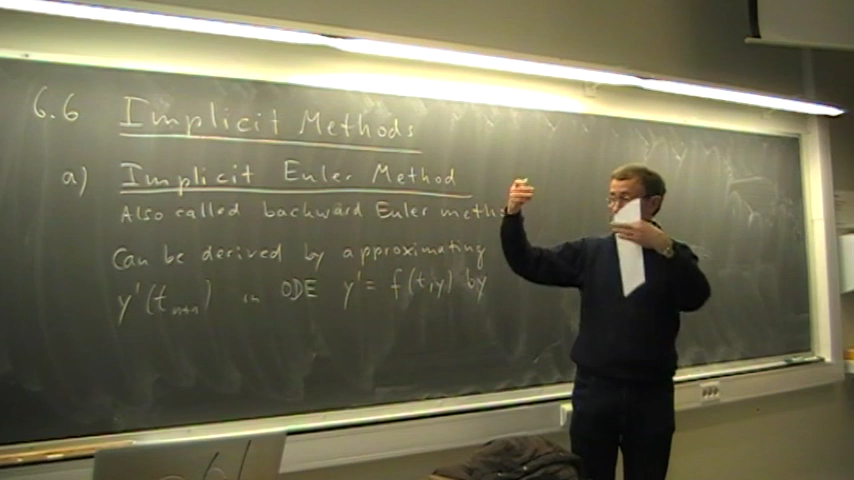 6.6 Implicit Methods
a) Implicit Euler Method
Also called backward Euler metho
Can be derived by approximating
y'(tₙ₊₁) in ODE y' = f(t,y) by